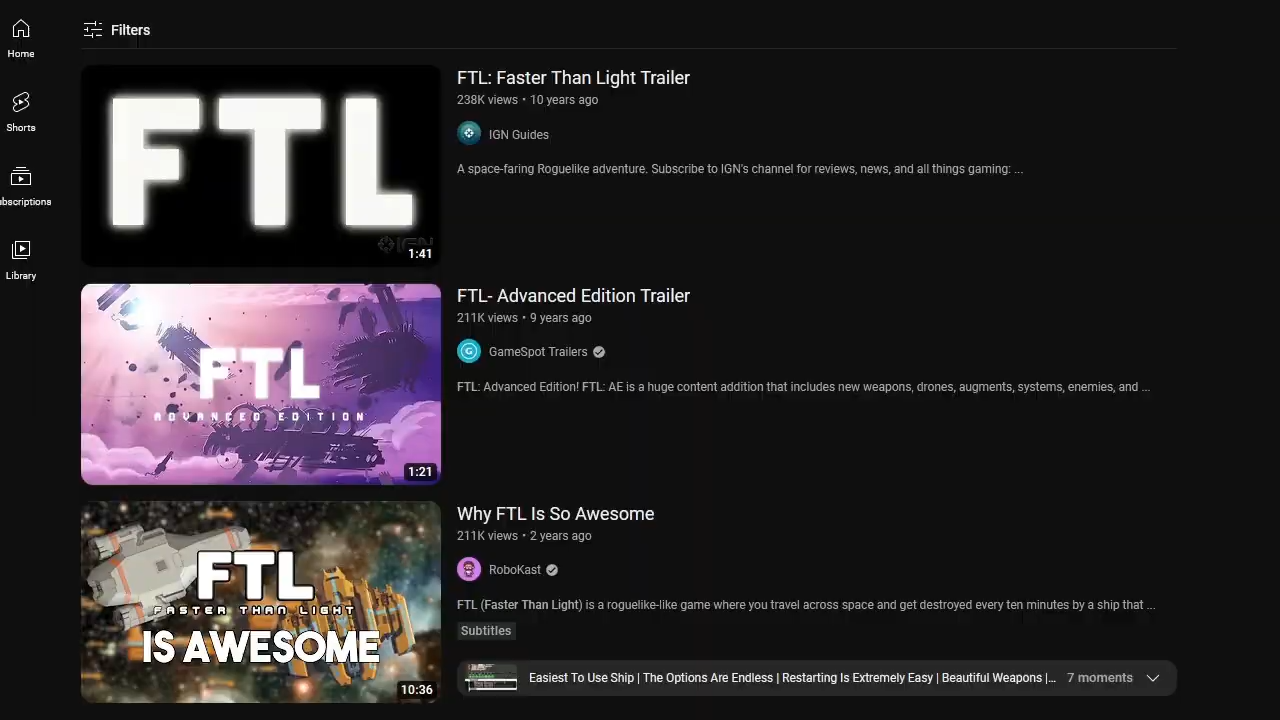 Filters
Home
Shorts
ubscriptions
Library
FTL
IGN
1:41
FTL: Faster Than Light Trailer
238K views • 10 years ago
IGN Guides
A space-faring Roguelike adventure. Subscribe to IGN's channel for reviews, news, and all things gaming: ...
FTL
ADVANCED EDITION
1:21
FTL- Advanced Edition Trailer
211K views • 9 years ago
G GameSpot Trailers
FTL: Advanced Edition! FTL: AE is a huge content addition that includes new weapons, drones, augments, systems, enemies, and ...
FTL
FASTER THAN LIGHT
IS AWESOME
10:36
Why FTL Is So Awesome
211K views • 2 years ago
RoboKast
FTL (Faster Than Light) is a roguelike-like game where you travel across space and get destroyed every ten minutes by a ship that ...
Subtitles
Easiest To Use Ship | The Options Are Endless | Restarting Is Extremely Easy | Beautiful Weapons |... 7 moments